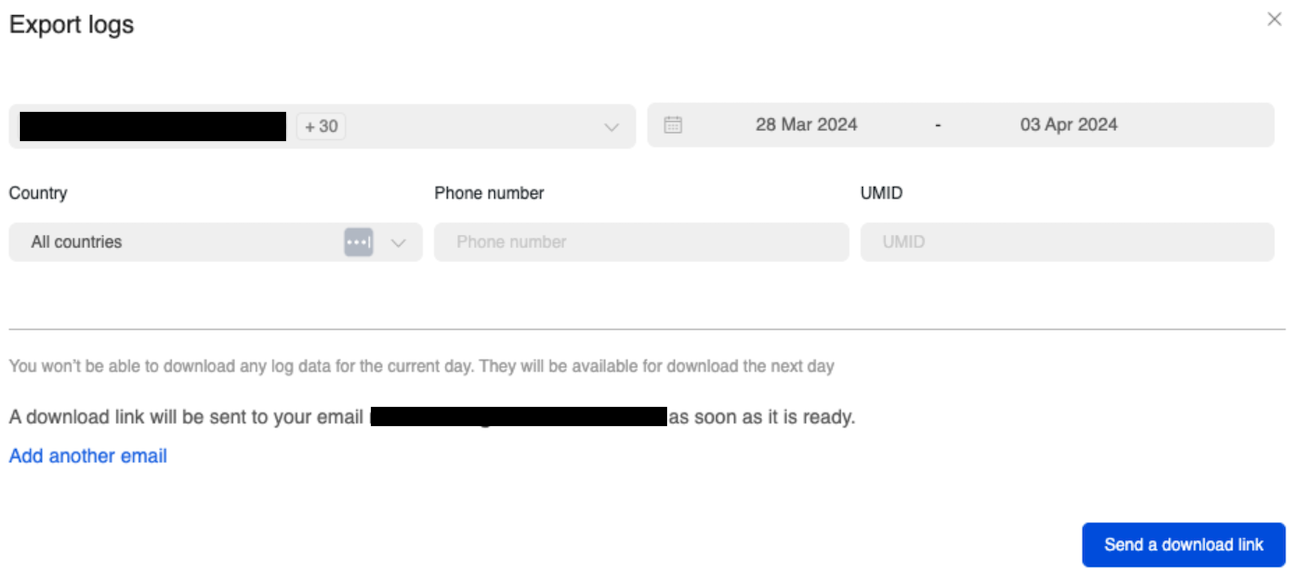 Export logs
+ 30
28 Mar 2024 - 03 Apr 2024
Country Phone number UMID
All countries Phone number UMID
You won't be able to download any log data for the current day. They will be available for download the next day
A download link will be sent to your email as soon as it is ready.
Add another email
Send a download link